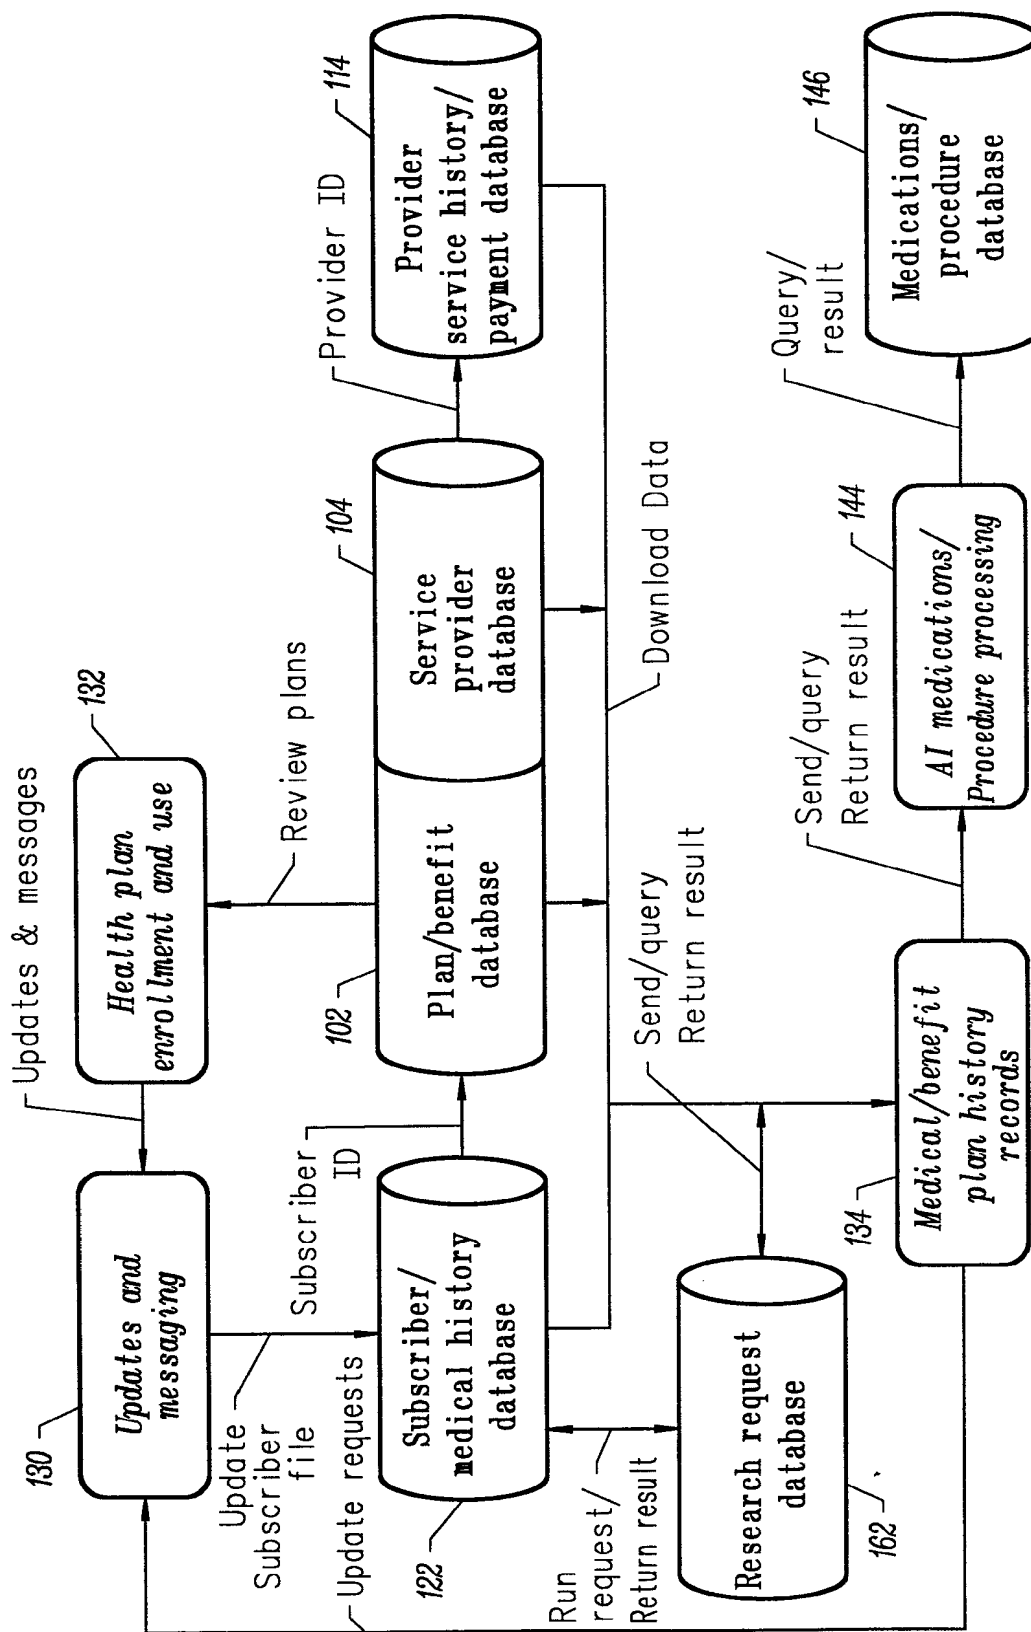 Updates & messages
130
Updates and
messaging
132
Health plan
enrollment and use
Update
Subscriber
file
Review plans
Update requests
122
Subscriber/
medical history
database
Subscriber
ID
102
Plan/benefit
database
104
Service
provider
database
Provider ID
114
Provider
service history/
payment database
Run
request/
Return result
Send/query
Return result
Download Data
162
Research request
database
134
Medical/benefit
plan history
records
Send/query
Return result
144
AI medications/
Procedure processing
Query/
result
146
Medications/
procedure
database